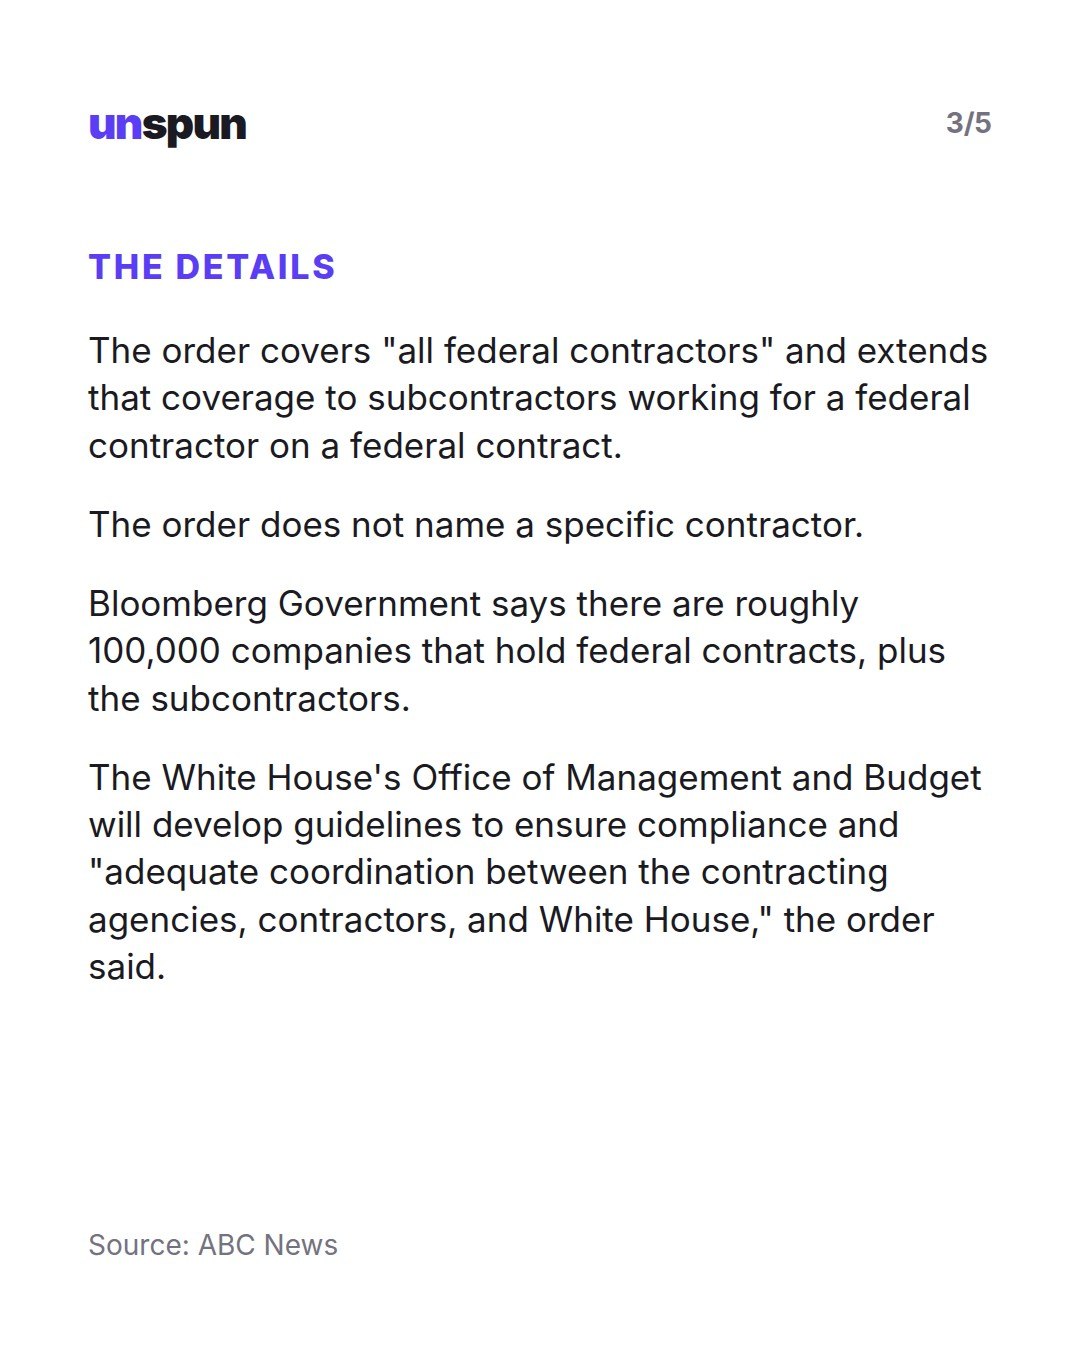 unspun
3/5
THE DETAILS
The order covers "all federal contractors" and extends
that coverage to subcontractors working for a federal
contractor on a federal contract.
The order does not name a specific contractor.
Bloomberg Government says there are roughly
100,000 companies that hold federal contracts, plus
the subcontractors.
The White House's Office of Management and Budget
will develop guidelines to ensure compliance and
"adequate coordination between the contracting
agencies, contractors, and White House," the order
said.
Source: ABC News